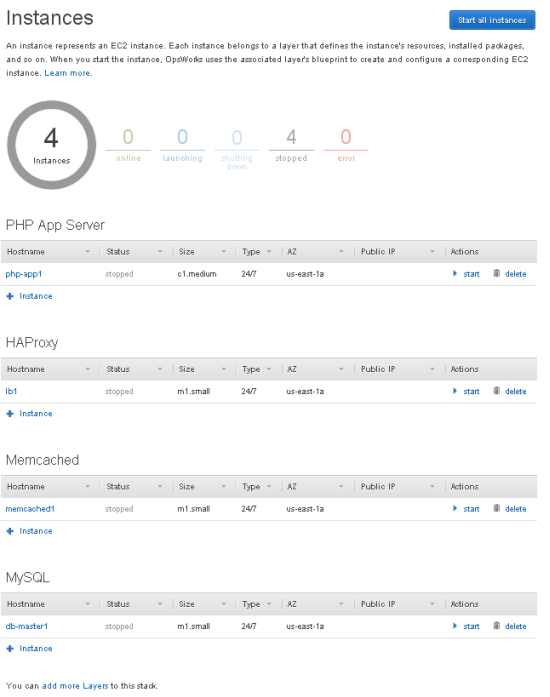 Instances
Start all instances
An instance represents an EC2 instance. Each instance belongs to a layer that defines the instance's resources, installed packages,
and so on. When you start the instance, OpsWorks uses the associated layer's blueprint to create and configure a corresponding EC2
instance. Learn more.
4
Instances
0
online
0
launching
0
shutting
down
4
stopped
0
error
PHP App Server
Hostname Status Size Type AZ Public IP Actions
php-app1 stopped c1.medium 24/7 us-east-1a start delete
Instance
HAProxy
Hostname Status Size Type AZ Public IP Actions
lb1 stopped m1.small 24/7 us-east-1a start delete
Instance
Memcached
Hostname Status Size Type AZ Public IP Actions
memcached1 stopped m1.small 24/7 us-east-1a start delete
Instance
MySQL
Hostname Status Size Type AZ Public IP Actions
db-master1 stopped m1.small 24/7 us-east-1a start delete
Instance
You can add more Layers to this stack.